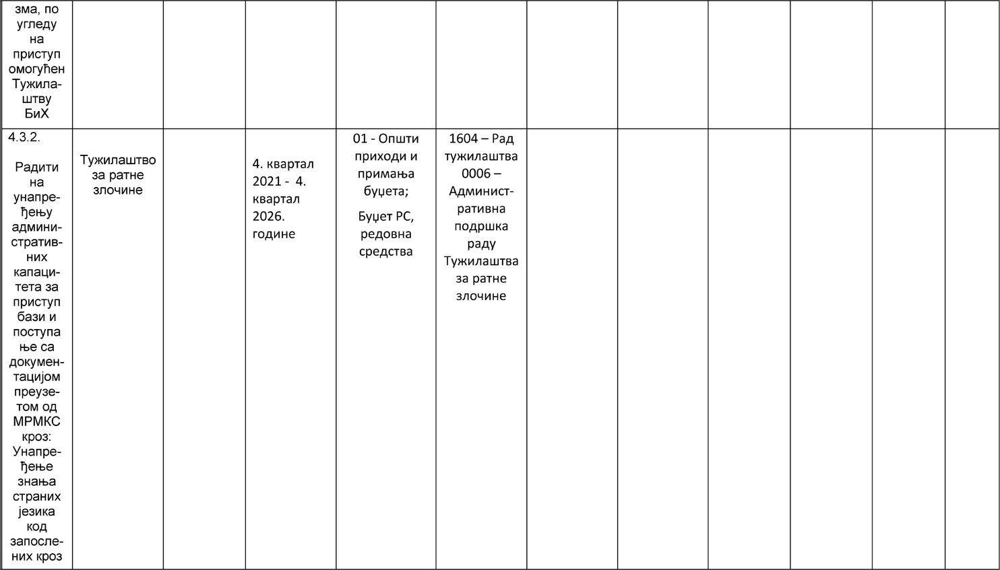 зма, по
угледу
на
приступ
омогућен
Тужила-
штву
БиХ
4.3.2.
Радити
на
унапре-
ђењу
админи-
стратив-
них
капаци-
тета за
приступ
бази и
поступа
ње са
докумен-
тацијом
преузе-
том од
МРМКС
кроз:
Унапре-
ђење
знања
страних
језика
код
запосле-
них кроз
Тужилаштво
за ратне
злочине
4. квартал
2021 -  4.
квартал
2026.
године
01 - Општи
приходи и
примања
буџета;
Буџет РС,
редовна
средства
1604 – Рад
тужилаштва
0006 –
Админист-
ративна
подршка
раду
Тужилаштва
за ратне
злочине